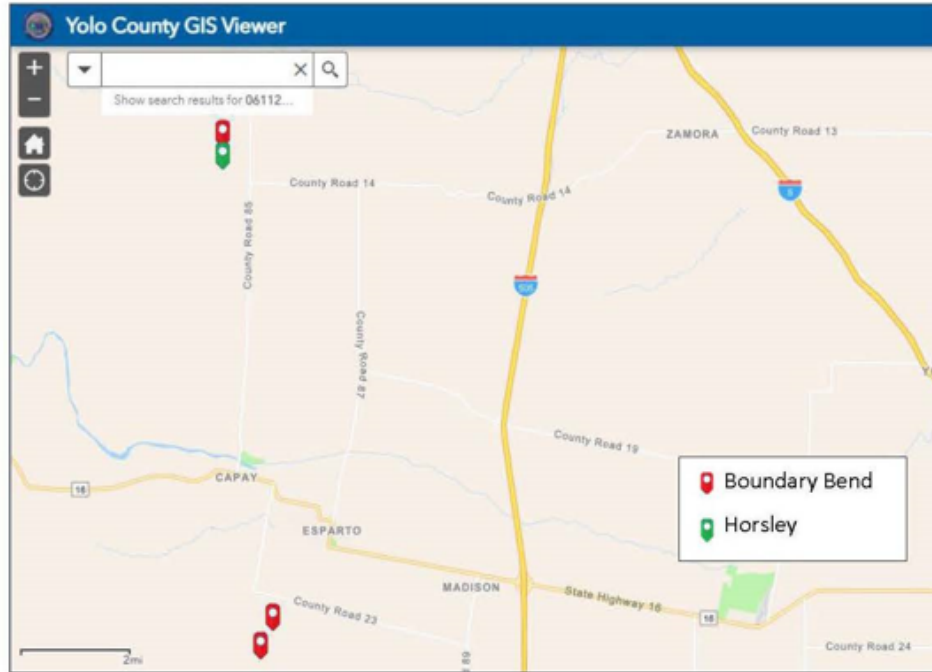 Yolo County GIS Viewer
+
−
Show search results for 06112...
ZAMORA
County Road 13
County Road 14
County Road 14
5
505
County Road 85
County Road 87
County Road 19
16
CAPAY
ESPARTO
MADISON
State Highway 16
16
County Road 23
County Road 24
Boundary Bend
Horsley
2mi